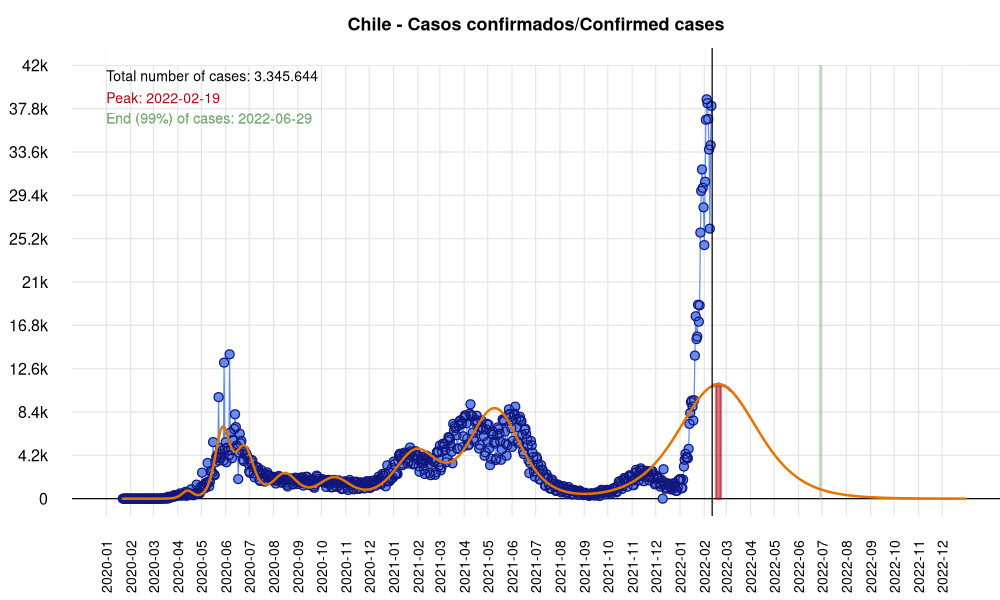 Chile - Casos confirmados/Confirmed cases
42k
37.8k
33.6k
29.4k
25.2k
21k
16.8k
12.6k
8.4k
4.2k
0
Total number of cases: 3.345.644
Peak: 2022-02-19
End (99%) of cases: 2022-06-29
2020-01
2020-02
2020-03
2020-04
2020-05
2020-06
2020-07
2020-08
2020-09
2020-10
2020-11
2020-12
2021-01
2021-02
2021-03
2021-04
2021-05
2021-06
2021-07
2021-08
2021-09
2021-10
2021-11
2021-12
2022-01
2022-02
2022-03
2022-04
2022-05
2022-06
2022-07
2022-08
2022-09
2022-10
2022-11
2022-12